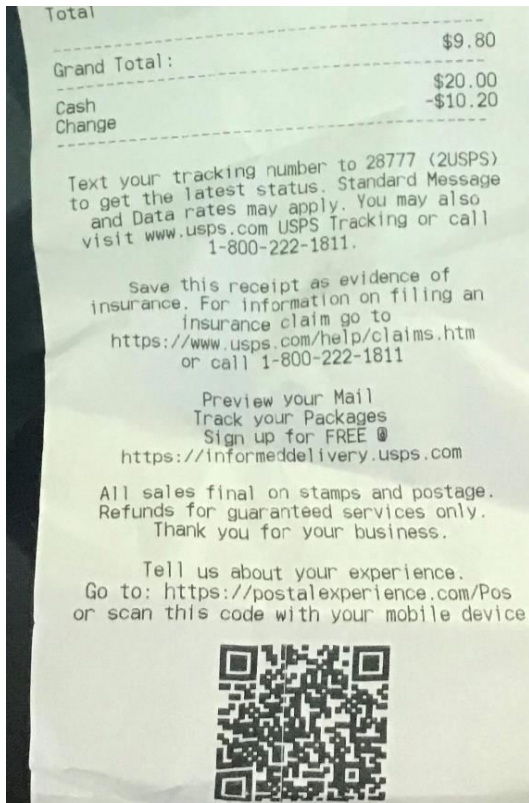 Total
Grand Total: $9.80
Cash $20.00
Change -$10.20
Text your tracking number to 28777 (2USPS)
to get the latest status. Standard Message
and Data rates may apply. You may also
visit www.usps.com USPS Tracking or call
1-800-222-1811.
Save this receipt as evidence of
insurance. For information on filing an
insurance claim go to
https://www.usps.com/help/claims.htm
or call 1-800-222-1811
Preview your Mail
Track your Packages
Sign up for FREE @
https://informeddelivery.usps.com
All sales final on stamps and postage.
Refunds for guaranteed services only.
Thank you for your business.
Tell us about your experience.
Go to: https://postalexperience.com/Pos
or scan this code with your mobile device